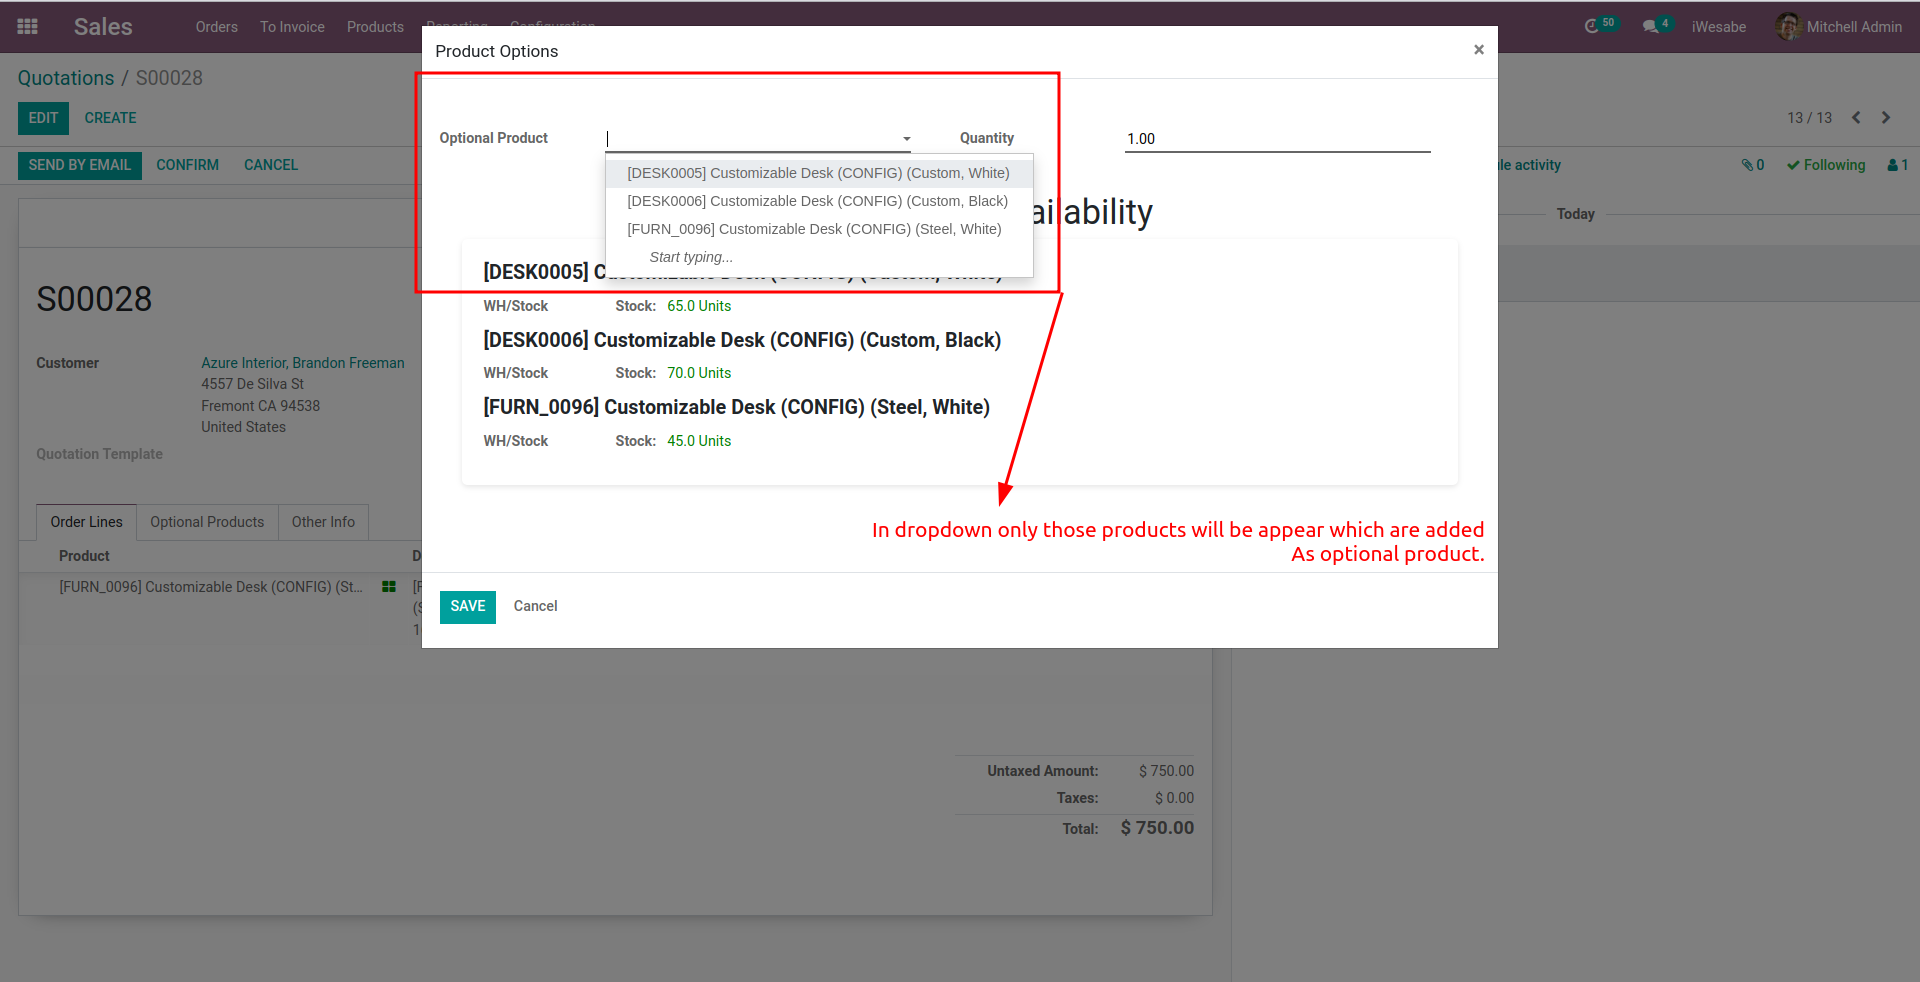 Sales
Orders To Invoice Products Reporting Configuration
50 4 iWesabe Mitchell Admin
Quotations / S00028
EDIT CREATE
13 / 13
SEND BY EMAIL CONFIRM CANCEL
activity 0 Following 1
Today
Product Options ×
Optional Product Quantity 1.00
[DESK0005] Customizable Desk (CONFIG) (Custom, White)
[DESK0006] Customizable Desk (CONFIG) (Custom, Black)
[FURN_0096] Customizable Desk (CONFIG) (Steel, White)
Start typing...
ailability
[DESK0005] Customizable Desk (CONFIG) (Custom, White)
WH/Stock Stock: 65.0 Units
[DESK0006] Customizable Desk (CONFIG) (Custom, Black)
WH/Stock Stock: 70.0 Units
[FURN_0096] Customizable Desk (CONFIG) (Steel, White)
WH/Stock Stock: 45.0 Units
In dropdown only those products will be appear which are added
As optional product.
SAVE Cancel
S00028
Customer Azure Interior, Brandon Freeman
4557 De Silva St
Fremont CA 94538
United States
Quotation Template
Order Lines Optional Products Other Info
Product D
[FURN_0096] Customizable Desk (CONFIG) (St... [F
(S
1
Untaxed Amount: $ 750.00
Taxes: $ 0.00
Total: $ 750.00